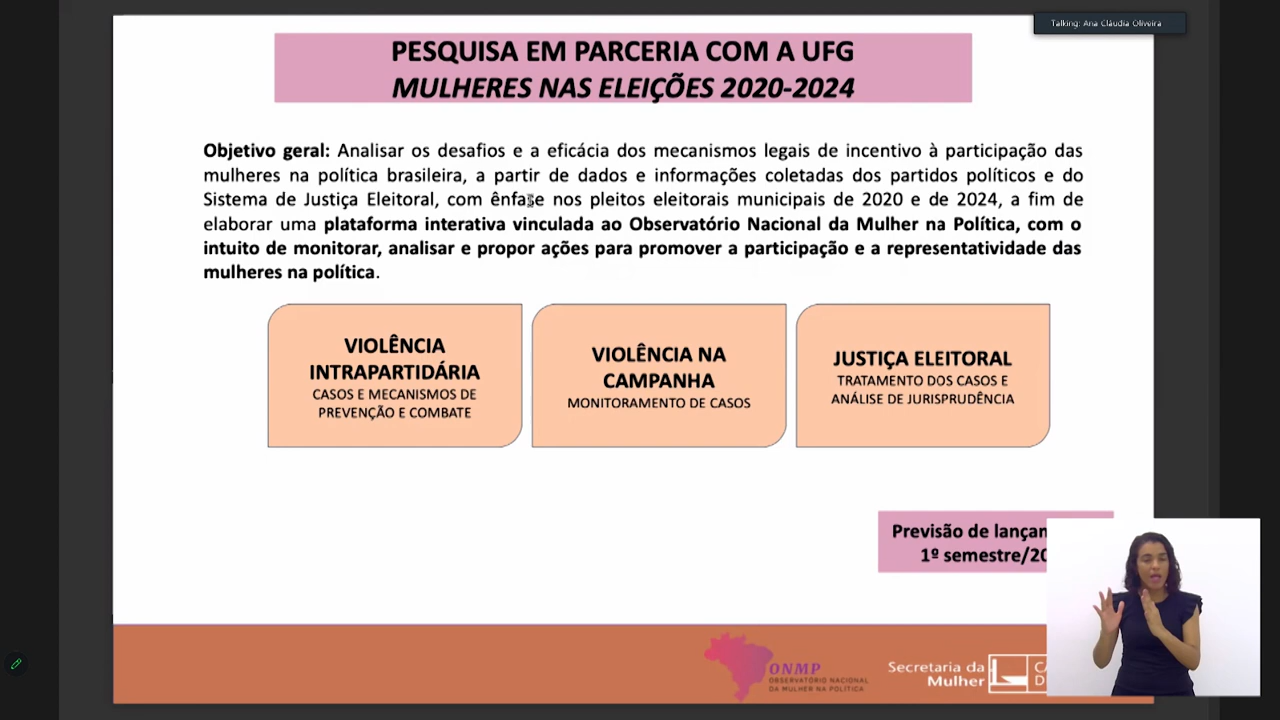 Talking: Ana Cláudia Oliveira
PESQUISA EM PARCERIA COM A UFG
MULHERES NAS ELEIÇÕES 2020-2024
Objetivo geral: Analisar os desafios e a eficácia dos mecanismos legais de incentivo à participação das
mulheres na política brasileira, a partir de dados e informações coletadas dos partidos políticos e do
Sistema de Justiça Eleitoral, com ênfase nos pleitos eleitorais municipais de 2020 e de 2024, a fim de
elaborar uma plataforma interativa vinculada ao Observatório Nacional da Mulher na Política, com o
intuito de monitorar, analisar e propor ações para promover a participação e a representatividade das
mulheres na política.
VIOLÊNCIA
INTRAPARTIDÁRIA
CASOS E MECANISMOS DE
PREVENÇÃO E COMBATE
VIOLÊNCIA NA
CAMPANHA
MONITORAMENTO DE CASOS
JUSTIÇA ELEITORAL
TRATAMENTO DOS CASOS E
ANÁLISE DE JURISPRUDÊNCIA
Previsão de
1º semestre/
ONMP
OBSERVATÓRIO NACIONAL
DA MULHER NA POLÍTICA
Secretaria da
Mulher